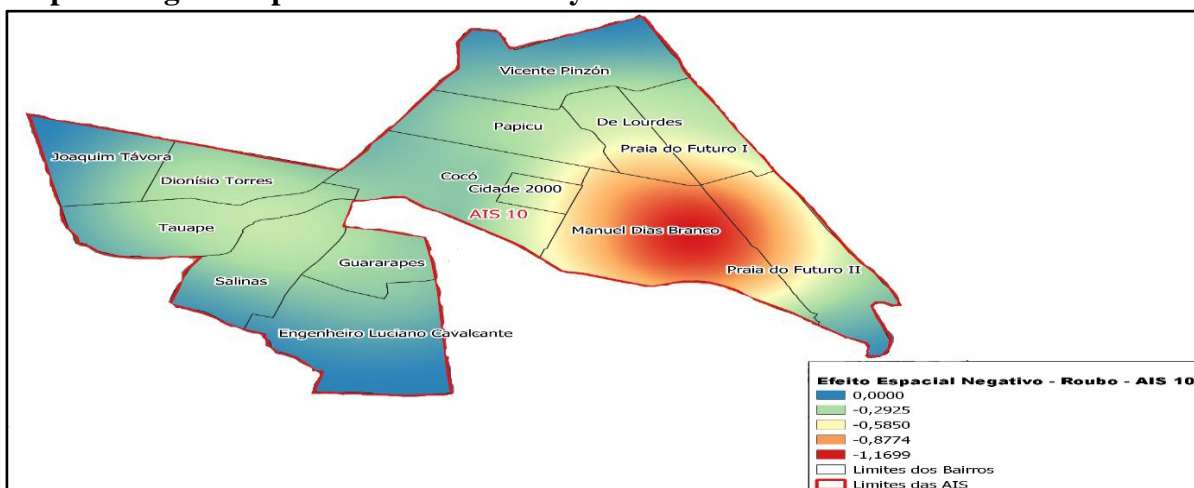 Vicente Pinzón
Papicu
De Lourdes
Praia do Futuro I
Joaquim Távora
Dionísio Torres
Cocó
Cidade 2000
AIS 10
Tauape
Manuel Dias Branco
Guararapes
Praia do Futuro II
Salinas
Engenheiro Luciano Cavalcante
Efeito Espacial Negativo - Roubo - AIS 10
0,0000
-0,2925
-0,5850
-0,8774
-1,1699
Limites dos Bairros
Limites das AIS